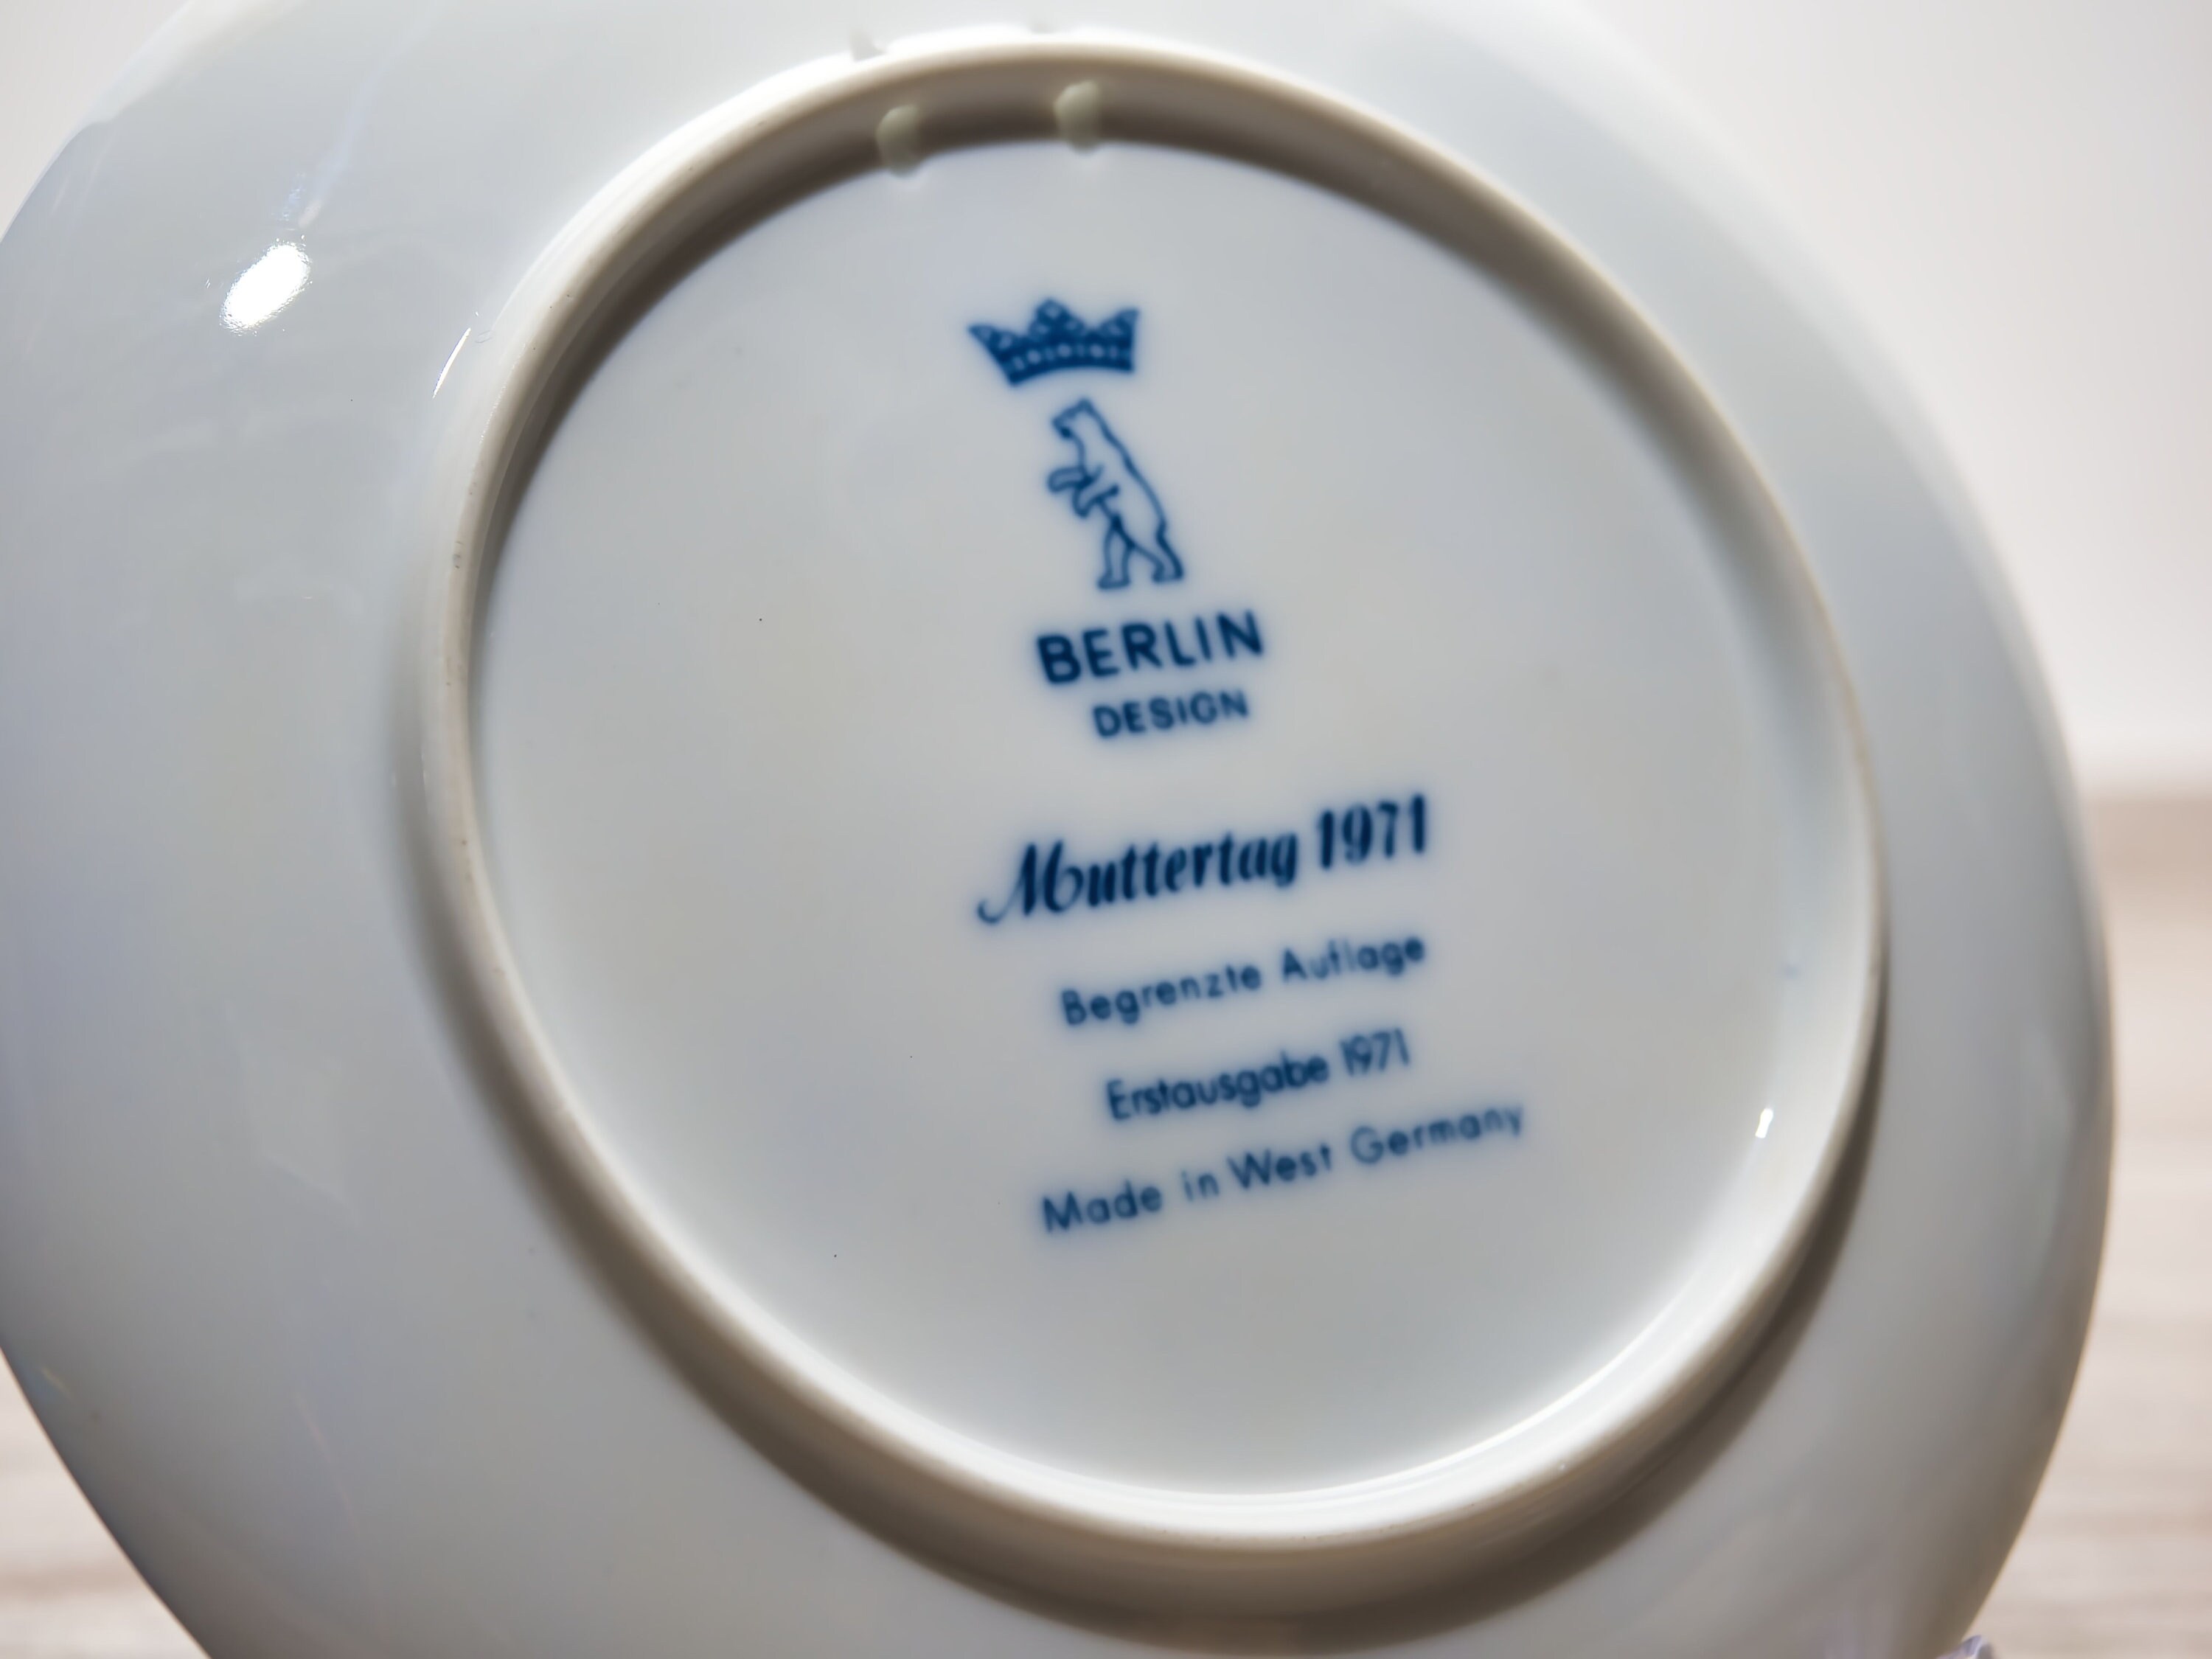 BERLIN
DESIGN
Muttertag 1971
Begrenzte Auflage
Erstausgabe 1971
Made in West Germany